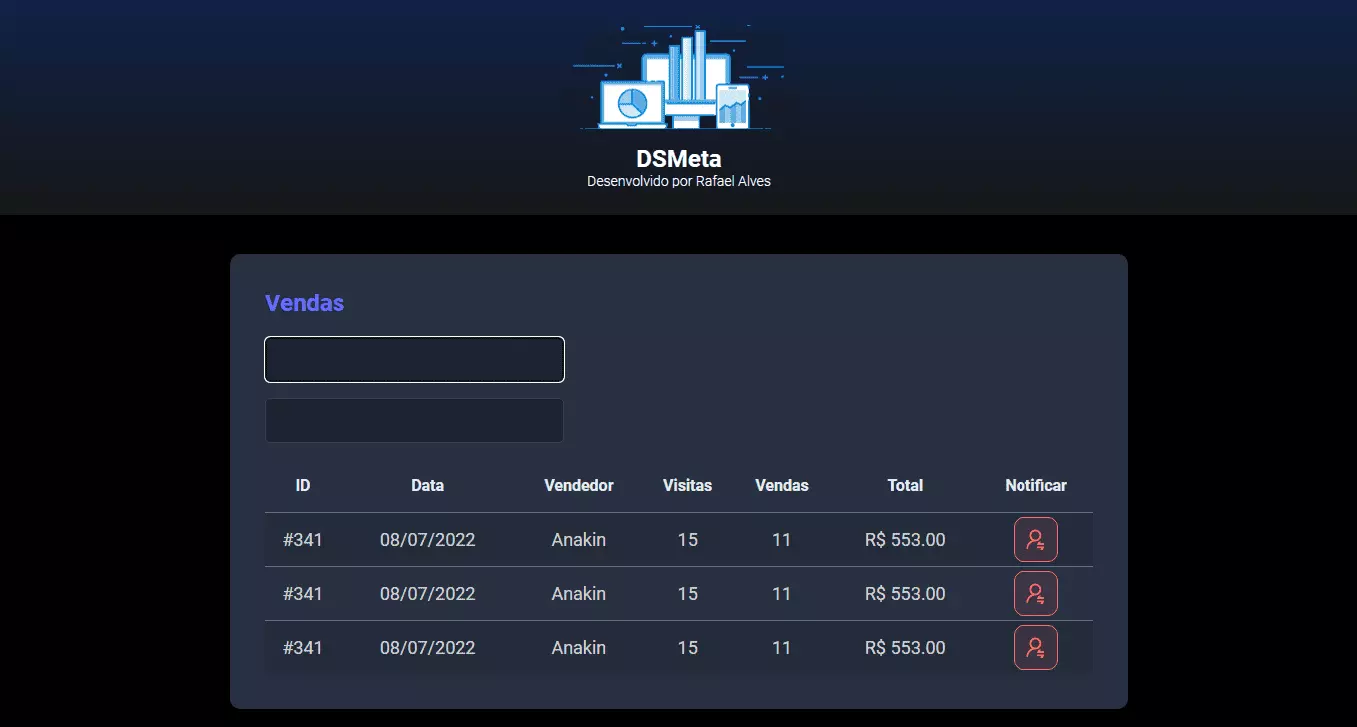 DSMeta
Desenvolvido por Rafael Alves
Vendas
ID Data Vendedor Visitas Vendas Total Notificar
#341 08/07/2022 Anakin 15 11 R$ 553.00
#341 08/07/2022 Anakin 15 11 R$ 553.00
#341 08/07/2022 Anakin 15 11 R$ 553.00